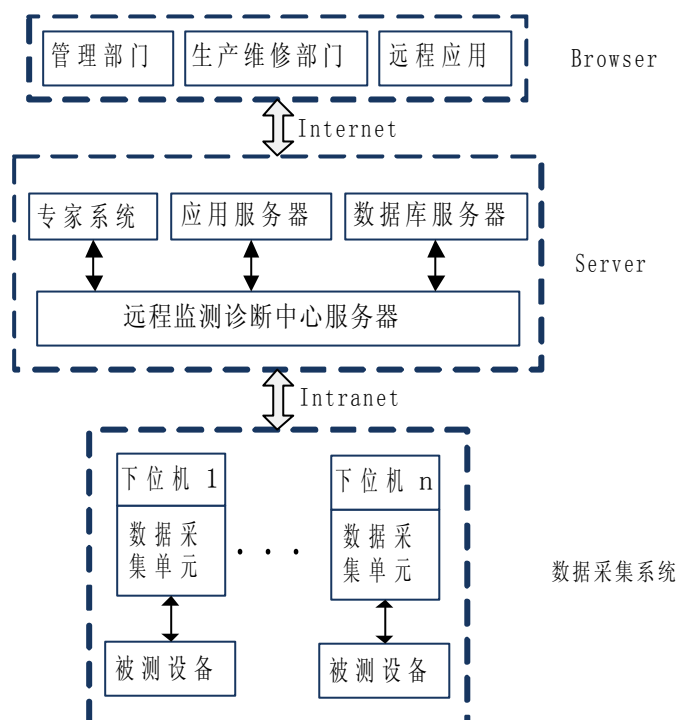 管理部门
生产维修部门
远程应用
Browser
Internet
专家系统
应用服务器
数据库服务器
Server
远程监测诊断中心服务器
Intranet
下位机 1
下位机 n
数据采
集单元
...
数据采
集单元
数据采集系统
被测设备
被测设备